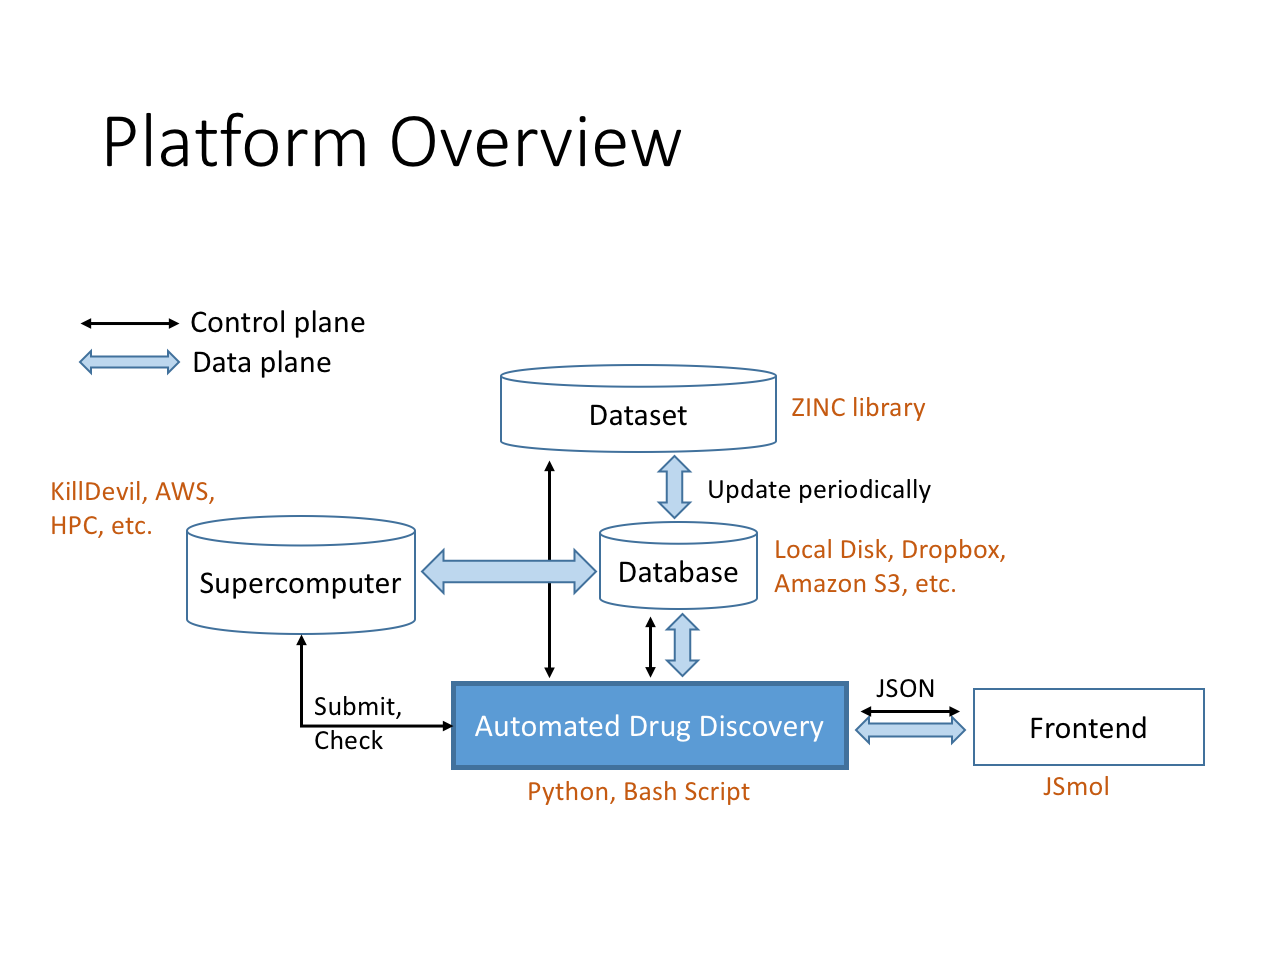 Platform Overview
Control plane
Data plane
Dataset
ZINC library
Update periodically
KillDevil, AWS,
HPC, etc.
Supercomputer
Database
Local Disk, Dropbox,
Amazon S3, etc.
Submit,
Check
Automated Drug Discovery
Python, Bash Script
JSON
Frontend
JSmol